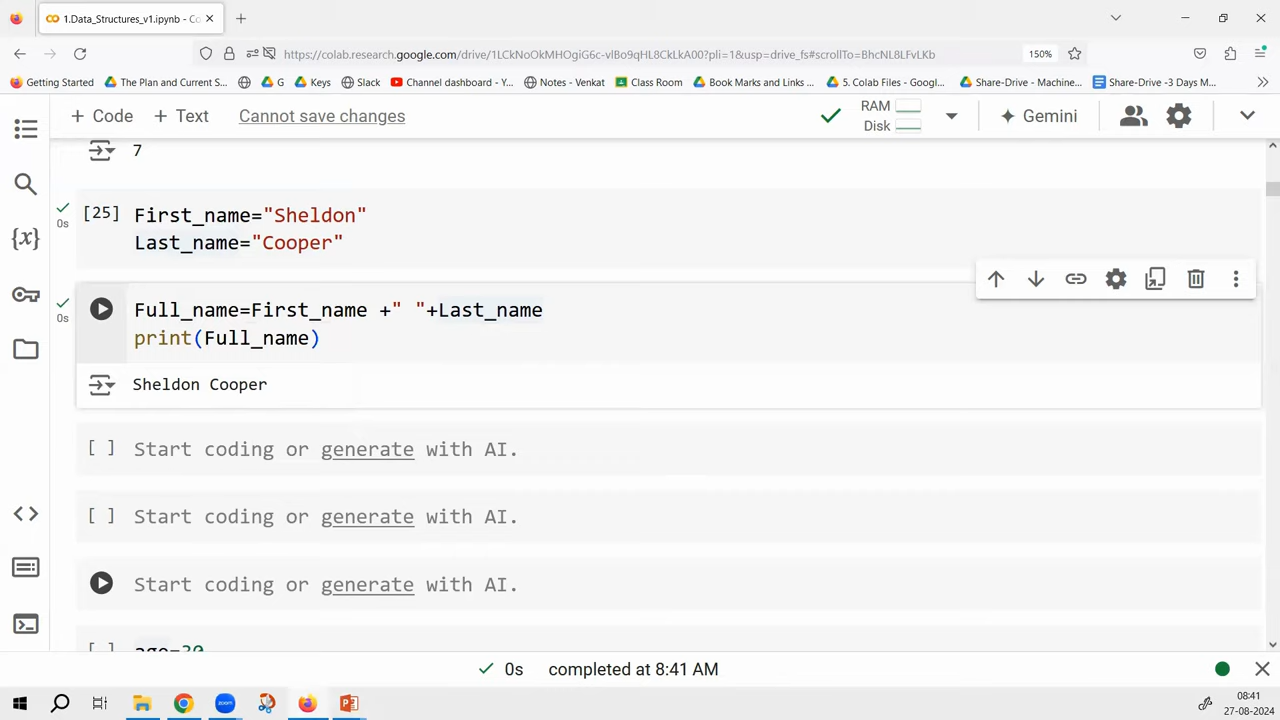 1.Data_Structures_v1.ipynb - Co
https://colab.research.google.com/drive/1LCkNoOkMHOgiG6c-vlBo9qHL8CkLkA00?pli=1&usp=drive_fs#scrollTo=BhcNL8LFvLKb
150%
Getting Started
The Plan and Current S...
G
Keys
Slack
Channel dashboard - Y...
Notes - Venkat
Class Room
Book Marks and Links ...
5. Colab Files - Googl...
Share-Drive - Machine...
Share-Drive -3 Days M...
+ Code
+ Text
Cannot save changes
RAM
Disk
Gemini
7
[25]
0s
First_name="Sheldon"
Last_name="Cooper"
0s
Full_name=First_name +" "+Last_name
print(Full_name)
Sheldon Cooper
[ ] Start coding or generate with AI.
[ ] Start coding or generate with AI.
Start coding or generate with AI.
[ ] age=30
0s completed at 8:41 AM
zoom
08:41
27-08-2024